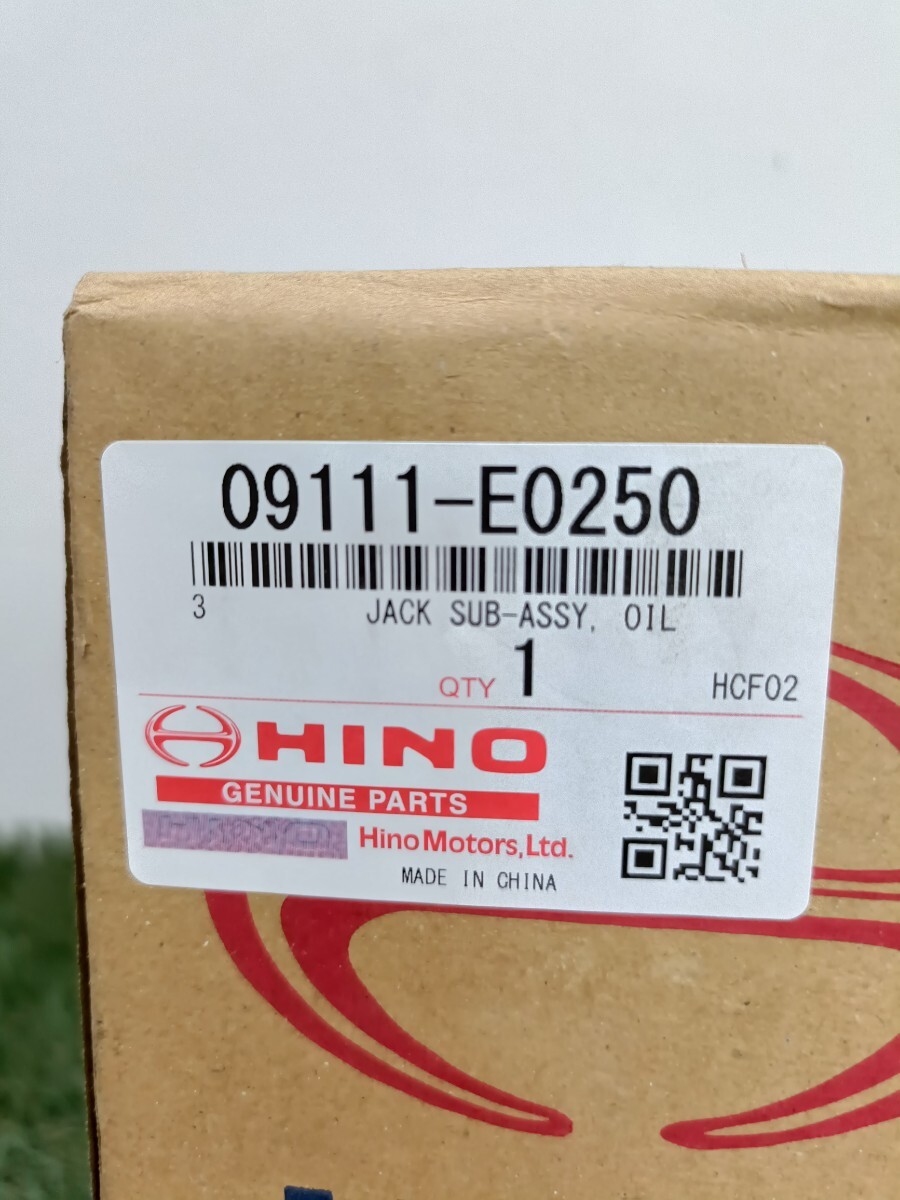 09111-E0250
3 JACK SUB-ASSY, OIL
QTY 1 HCF02
HINO
GENUINE PARTS
HINO Hino Motors,Ltd.
MADE IN CHINA